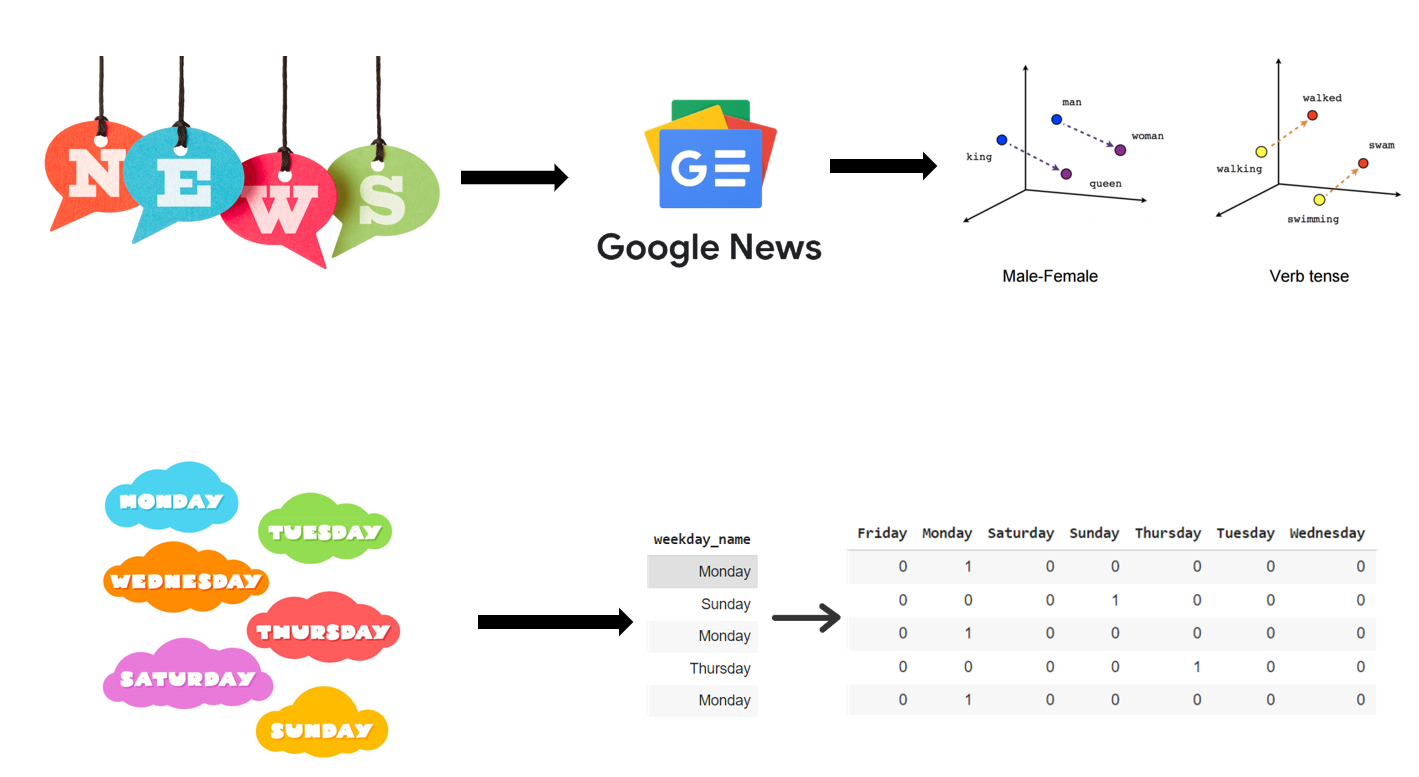 NEWS
G
Google News
man
woman
king
queen
Male-Female
walked
swam
walking
swimming
Verb tense
MONDAY
TUESDAY
WEDNESDAY
THURSDAY
SATURDAY
SUNDAY
weekday_name
Monday
Sunday
Monday
Thursday
Monday
Friday Monday Saturday Sunday Thursday Tuesday Wednesday
0 1 0 0 0 0 0
0 0 0 1 0 0 0
0 1 0 0 0 0 0
0 0 0 0 1 0 0
0 1 0 0 0 0 0